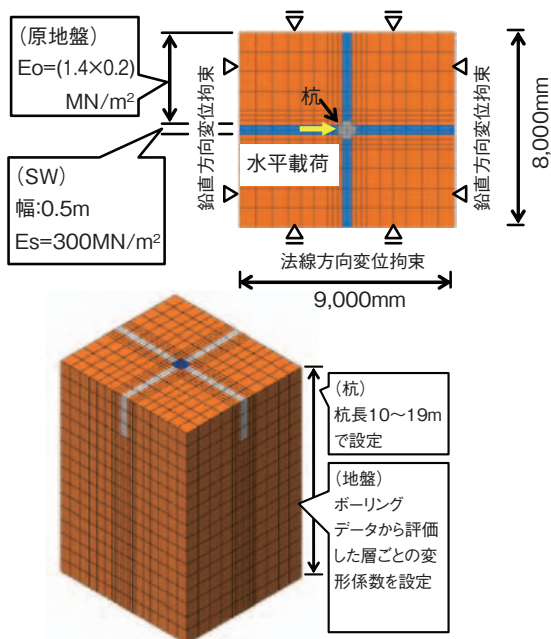 (原地盤)
Eo=(1.4×0.2)
MN/m²
(SW)
幅:0.5m
Es=300MN/m²
杭
水平載荷
鉛直方向変位拘束
鉛直方向変位拘束
8,000mm
法線方向変位拘束
9,000mm
(杭)
杭長10〜19m
で設定
(地盤)
ボーリング
データから評価
した層ごとの変
形係数を設定